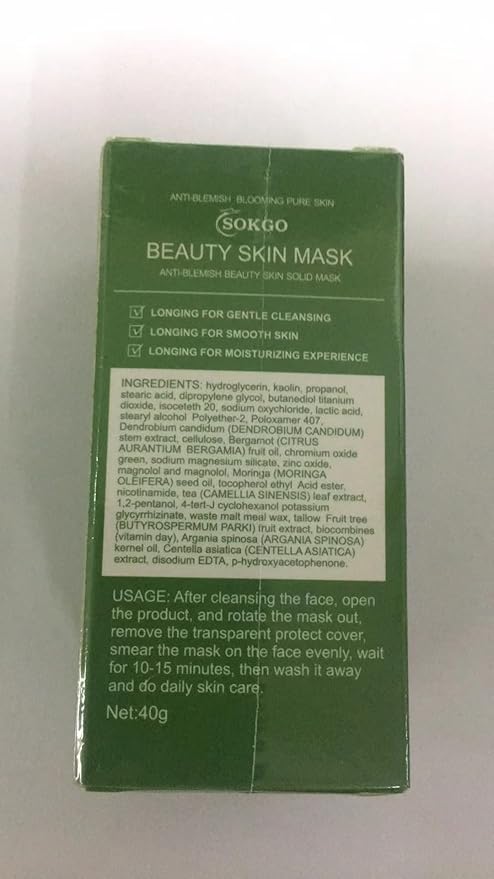 ANTI-BLEMISH BLOOMING PURE SKIN
SOKGO
BEAUTY SKIN MASK
ANTI-BLEMISH BEAUTY SKIN SOLID MASK
LONGING FOR GENTLE CLEANSING
LONGING FOR SMOOTH SKIN
LONGING FOR MOISTURIZING EXPERIENCE
INGREDIENTS: hydroglycerin, kaolin, propanol,
stearic acid, dipropylene glycol, butanediol titanium
dioxide, isoceteth 20, sodium oxychloride, lactic acid,
stearyl alcohol Polyether-2, Poloxamer 407,
Dendrobium candidum (DENDROBIUM CANDIDUM)
stem extract, cellulose, Bergamot (CITRUS
AURANTIUM BERGAMIA) fruit oil, chromium oxide
green, sodium magnesium silicate, zinc oxide,
magnolol and magnolol, Moringa (MORINGA
OLEIFERA) seed oil, tocopherol ethyl Acid ester,
nicotinamide, tea (CAMELLIA SINENSIS) leaf extract,
1,2-pentanol, 4-tert-J cyclohexanol potassium
glycyrrhizinate, waste malt meal wax, tallow Fruit tree
(BUTYROSPERMUM PARKI) fruit extract, biocombines
(vitamin day), Argania spinosa (ARGANIA SPINOSA)
kernel oil, Centella asiatica (CENTELLA ASIATICA)
extract, disodium EDTA, p-hydroxyacetophenone.
USAGE: After cleansing the face, open
the product, and rotate the mask out,
remove the transparent protect cover,
smear the mask on the face evenly, wait
for 10-15 minutes, then wash it away
and do daily skin care.
Net:40g